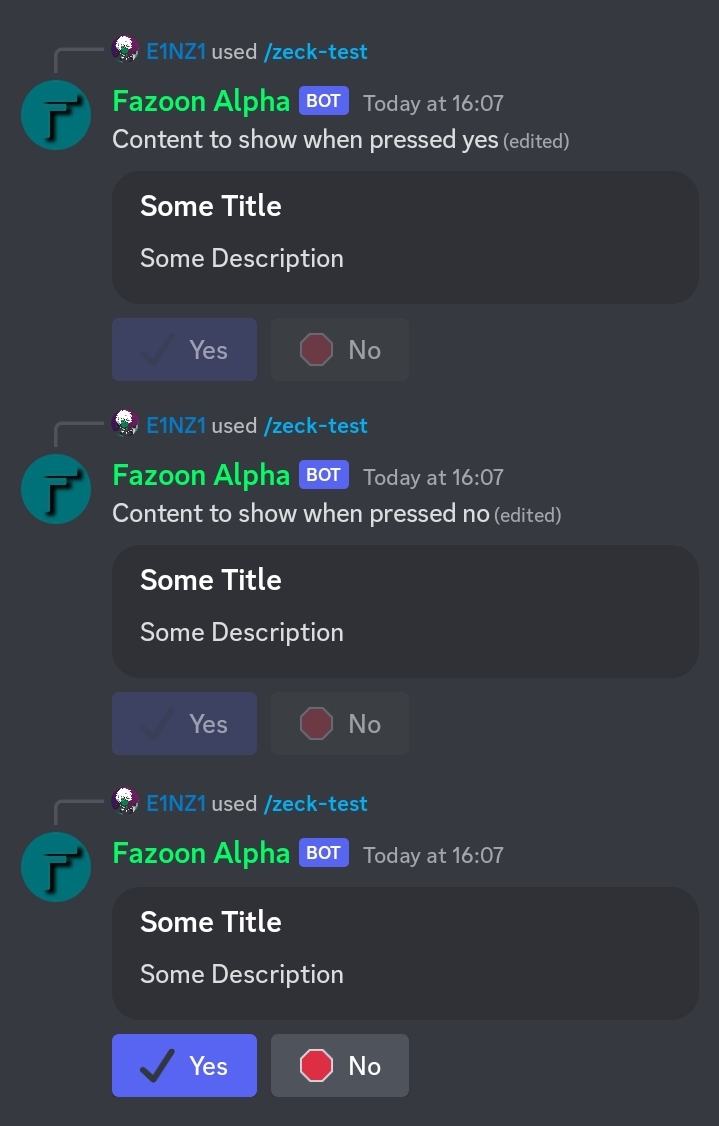 E1NZ1 used /zeck-test
Fazoon Alpha BOT Today at 16:07
Content to show when pressed yes (edited)
Some Title
Some Description
Yes No
E1NZ1 used /zeck-test
Fazoon Alpha BOT Today at 16:07
Content to show when pressed no (edited)
Some Title
Some Description
Yes No
E1NZ1 used /zeck-test
Fazoon Alpha BOT Today at 16:07
Some Title
Some Description
Yes No